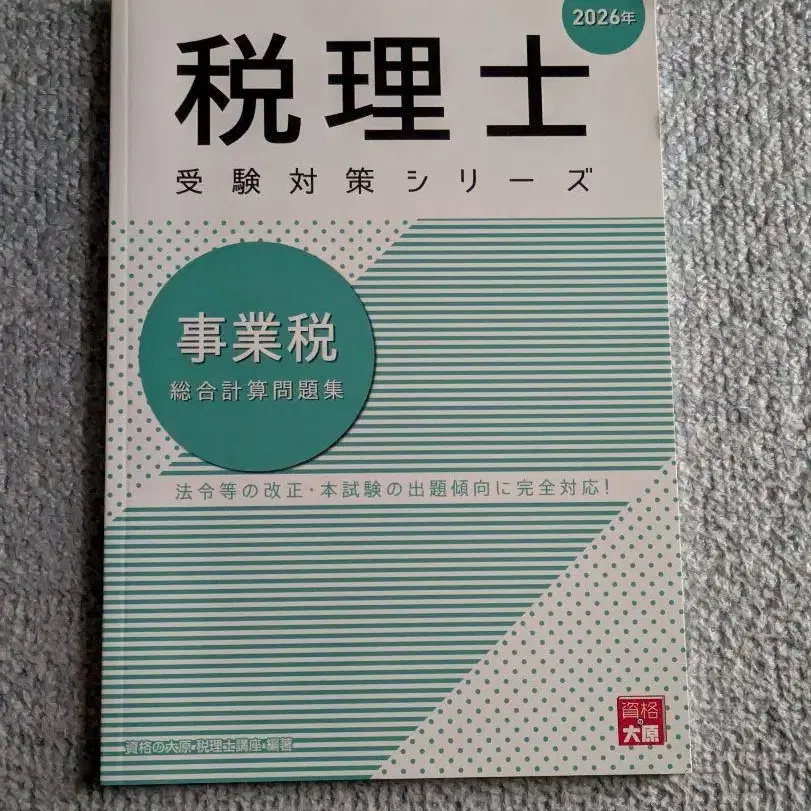 2026年
税理士
受験対策シリーズ
事業税
総合計算問題集
法令等の改正・本試験の出題傾向に完全対応!
資格の大原
資格の大原・税理士講座・編著